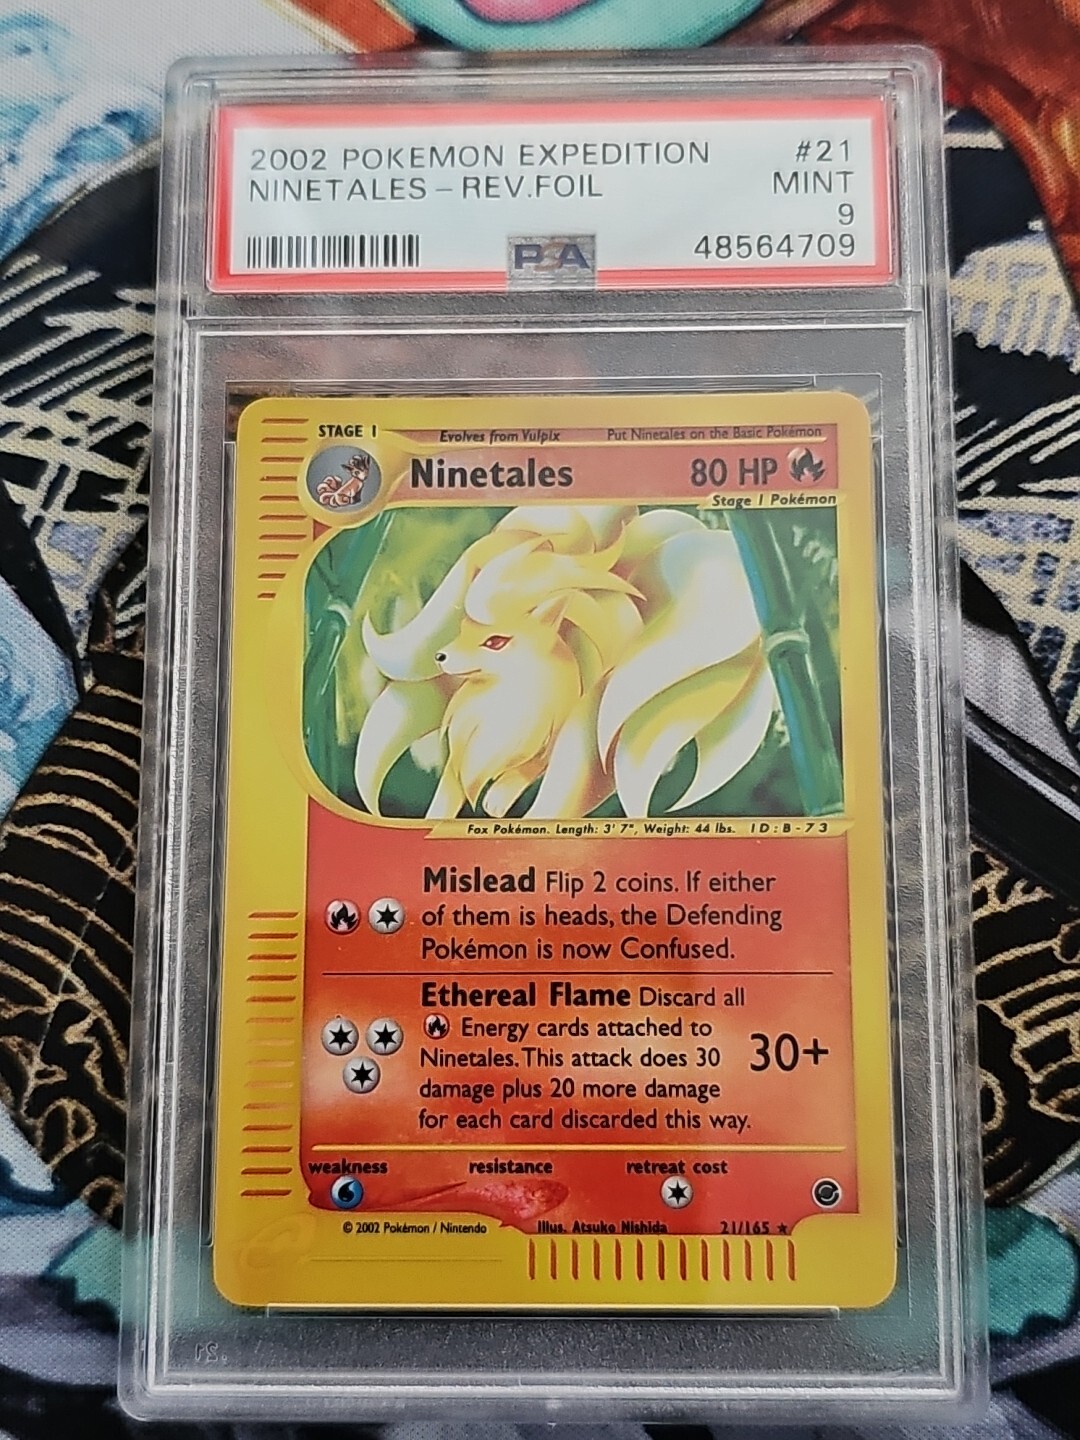 2002 POKEMON EXPEDITION #21
NINETALES - REV.FOIL MINT
9
PSA 48564709
STAGE 1 Evolves from Vulpix Put Ninetales on the Basic Pokémon
Ninetales 80 HP
Stage 1 Pokémon
Fox Pokémon. Length: 3' 7", Weight: 44 lbs. ID:B-73
Mislead Flip 2 coins. If either
of them is heads, the Defending
Pokémon is now Confused.
Ethereal Flame Discard all
Energy cards attached to
Ninetales. This attack does 30 30+
damage plus 20 more damage
for each card discarded this way.
weakness resistance retreat cost
© 2002 Pokémon / Nintendo Illus. Atsuko Nishida 21/165 ★